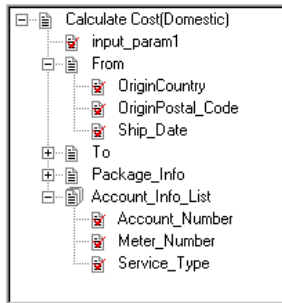 Calculate Cost(Domestic)
input_param1
From
OriginCountry
OriginPostal_Code
Ship_Date
To
Package_Info
Account_Info_List
Account_Number
Meter_Number
Service_Type